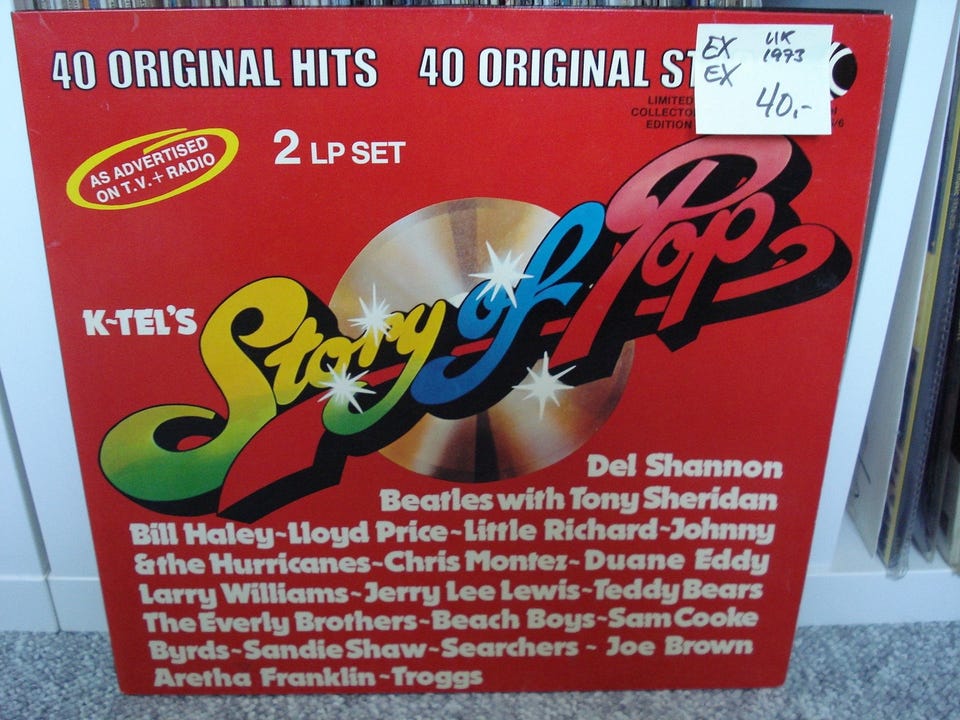 40 ORIGINAL HITS 40 ORIGINAL ST
EX UK
EX 1973
40,-
LIMITED
COLLECTO
EDITION /6
AS ADVERTISED
ON T.V. + RADIO
2 LP SET
K~TEL'S
Story of Pop
Del Shannon
Beatles with Tony Sheridan
Bill Haley~Lloyd Price~Little Richard~Johnny
&the Hurricanes~Chris Montez~Duane Eddy
Larry Williams~Jerry Lee Lewis~Teddy Bears
The Everly Brothers~Beach Boys~Sam Cooke
Byrds~Sandie Shaw~Searchers ~ Joe Brown
Aretha Franklin~Troggs